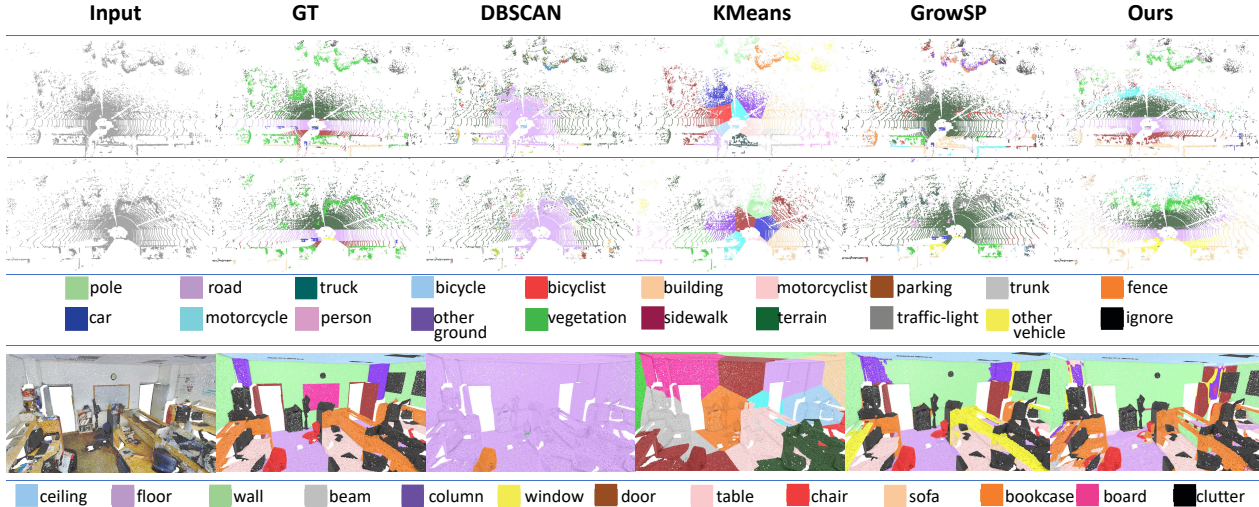 Input GT DBSCAN KMeans GrowSP Ours
pole road truck bicycle bicyclist building motorcyclist parking trunk fence
car motorcycle person other ground vegetation sidewalk terrain traffic-light other vehicle ignore
ceiling floor wall beam column window door table chair sofa bookcase board clutter